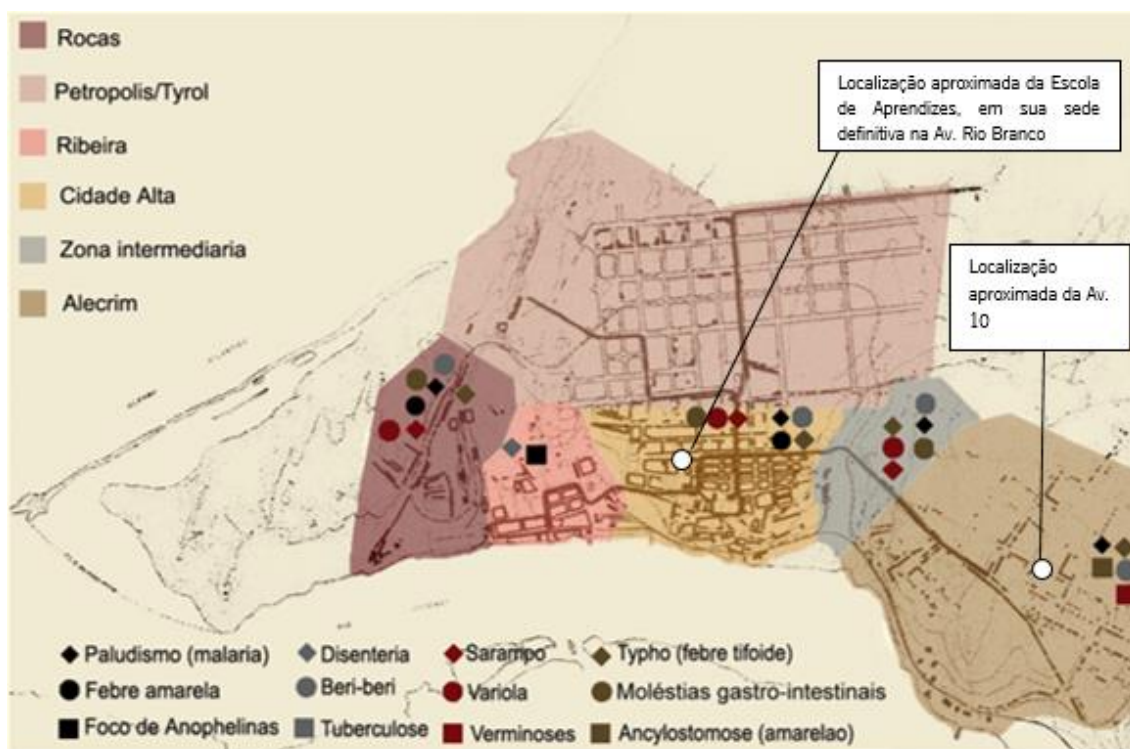 Rocas
Petropolis/Tyrol
Ribeira
Cidade Alta
Zona intermediaria
Alecrim
Localização aproximada da Escola
de Aprendizes, em sua sede
definitiva na Av. Rio Branco
Localização
aproximada da Av.
10
Paludismo (malaria)
Disenteria
Sarampo
Typho (febre tifoide)
Febre amarela
Beri-beri
Variola
Moléstias gastro-intestinais
Foco de Anophelinas
Tuberculose
Verminoses
Ancylostomose (amarelao)